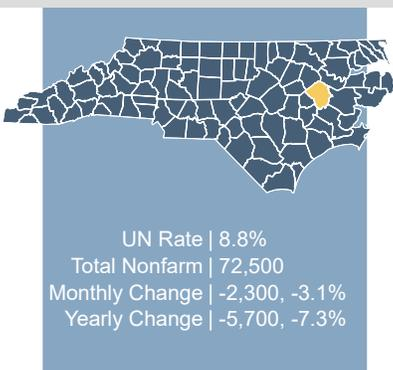 UN Rate | 8.8%
Total Nonfarm | 72,500
Monthly Change | -2,300, -3.1%
Yearly Change | -5,700, -7.3%